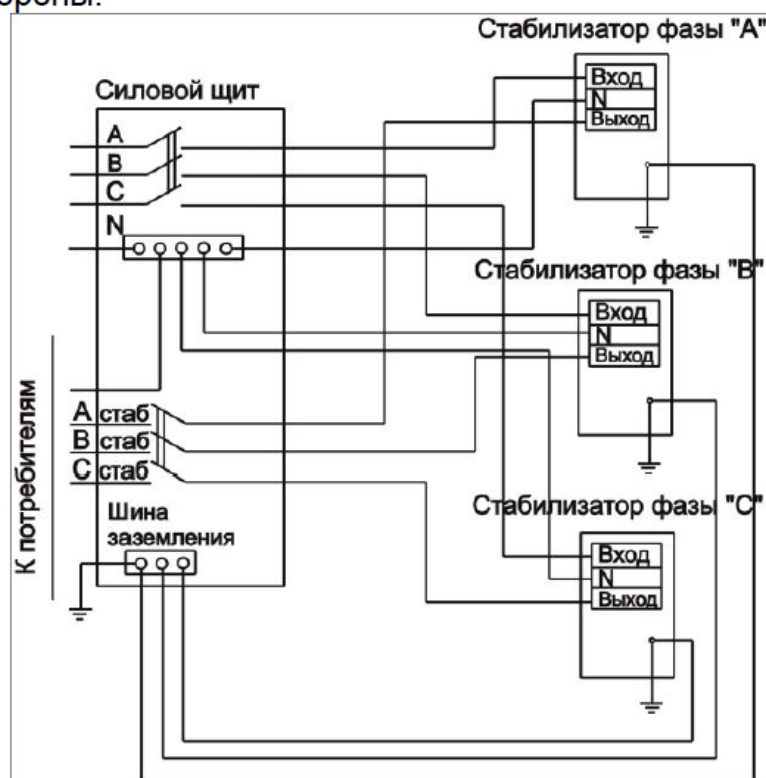 Стабилизатор фазы "А"
Силовой щит
Вход
N
Выход
A
B
C
N
Стабилизатор фазы "В"
Вход
N
Выход
К потребителям
А стаб
В стаб
С стаб
Стабилизатор фазы "С"
Шина
заземления
Вход
N
Выход